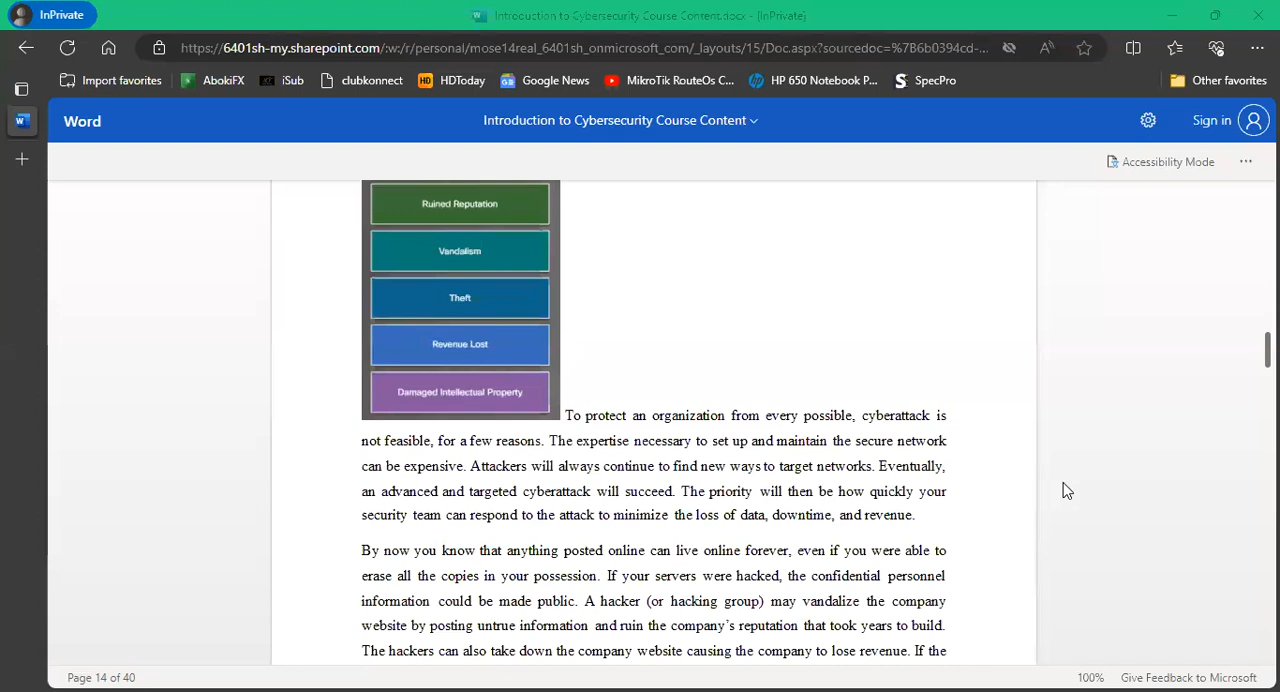 InPrivate
Introduction to Cybersecurity Course Content.docx - [InPrivate]
https://6401sh-my.sharepoint.com/:w:/r/personal/mose14real_6401sh_onmicrosoft_com/_layouts/15/Doc.aspx?sourcedoc=%7B6b0394cd-...
Import favorites
AbokiFX
iSub
clubkonnect
HD HDToday
Google News
MikroTik RouteOs C...
HP 650 Notebook P...
S SpecPro
Other favorites
Word
Introduction to Cybersecurity Course Content
Sign in
Accessibility Mode
Ruined Reputation
Vandalism
Theft
Revenue Lost
Damaged Intellectual Property
To protect an organization from every possible, cyberattack is
not feasible, for a few reasons. The expertise necessary to set up and maintain the secure network
can be expensive. Attackers will always continue to find new ways to target networks. Eventually,
an advanced and targeted cyberattack will succeed. The priority will then be how quickly your
security team can respond to the attack to minimize the loss of data, downtime, and revenue.
By now you know that anything posted online can live online forever, even if you were able to
erase all the copies in your possession. If your servers were hacked, the confidential personnel
information could be made public. A hacker (or hacking group) may vandalize the company
website by posting untrue information and ruin the company’s reputation that took years to build.
The hackers can also take down the company website causing the company to lose revenue. If the
Page 14 of 40
100%
Give Feedback to Microsoft